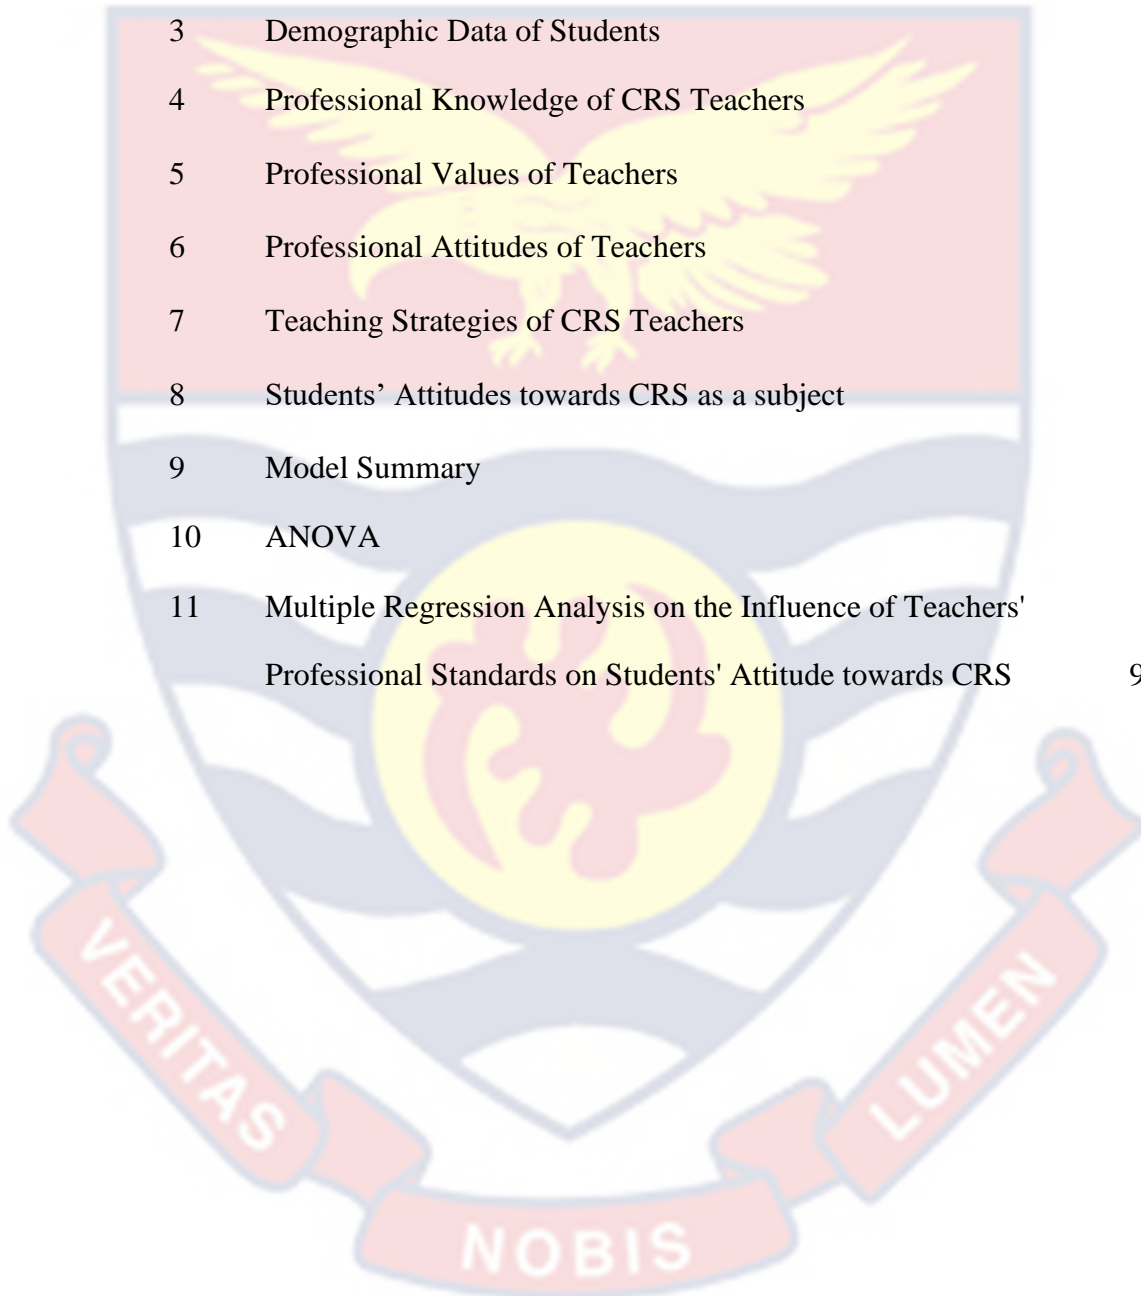 3 Demographic Data of Students
4 Professional Knowledge of CRS Teachers
5 Professional Values of Teachers
6 Professional Attitudes of Teachers
7 Teaching Strategies of CRS Teachers
8 Students’ Attitudes towards CRS as a subject
9 Model Summary
10 ANOVA
11 Multiple Regression Analysis on the Influence of Teachers'
Professional Standards on Students' Attitude towards CRS 9
VERITAS
NOBIS
LUMEN